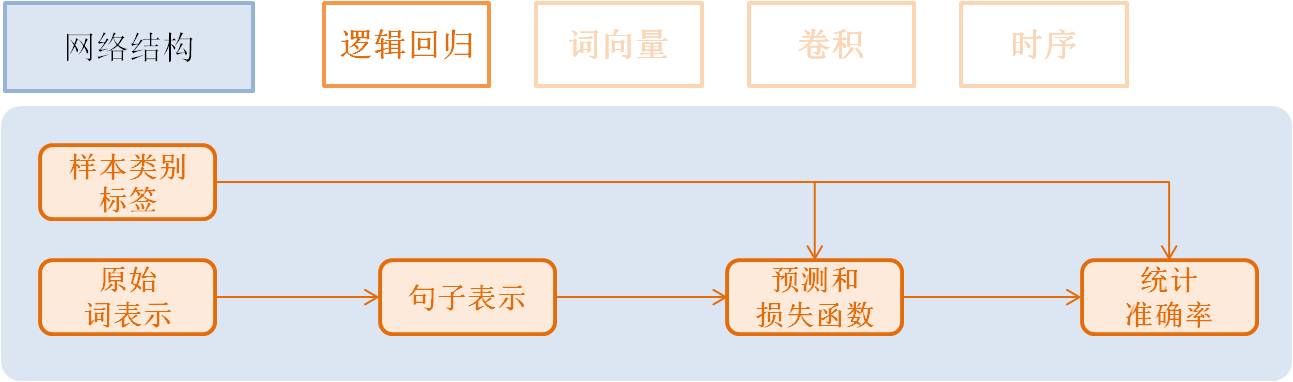 网络结构
逻辑回归
词向量
卷积
时序
样本类别
标签
原始
词表示
句子表示
预测和
损失函数
统计
准确率